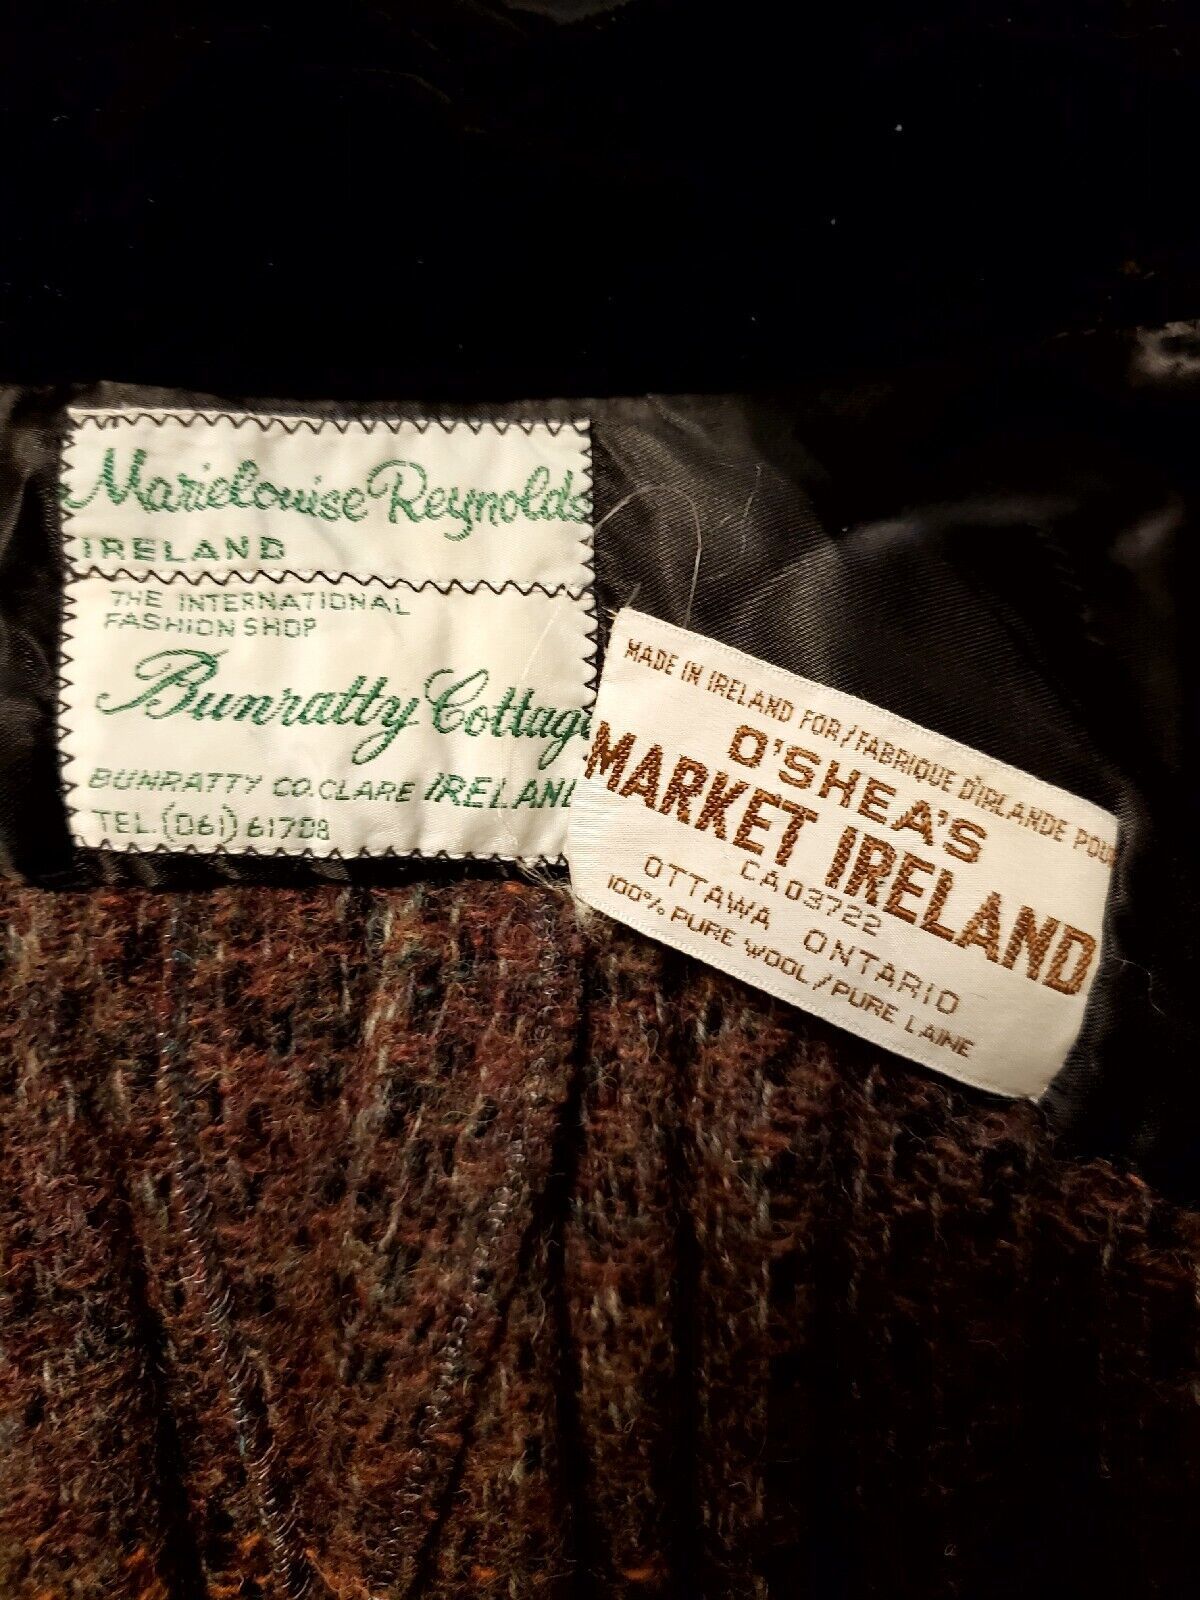 Marielouise Reynolds
IRELAND
THE INTERNATIONAL
FASHION SHOP
Bunratty Cottage
BUNRATTY CO.CLARE IRELAND
TEL.(061) 61708
MADE IN IRELAND FOR/FABRIQUE D'IRLANDE POUR
O'SHEA'S
MARKET IRELAND
CA03722
OTTAWA ONTARIO
100% PURE WOOL/PURE LAINE